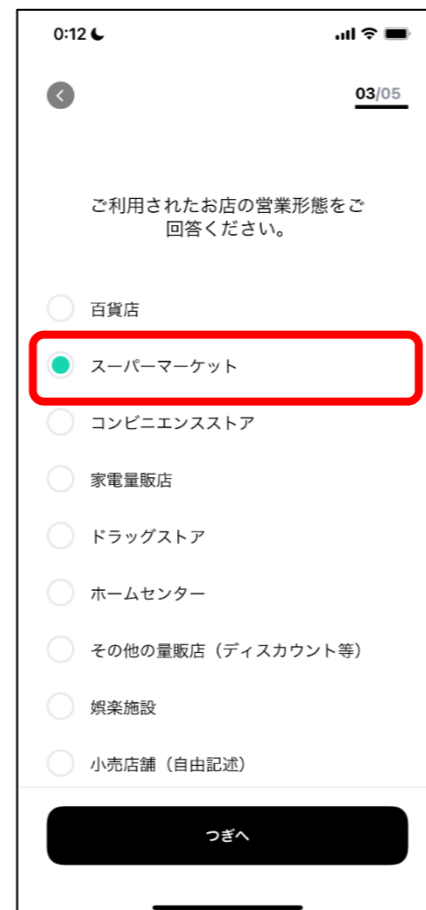 0:12
03/05
ご利用されたお店の営業形態をご
回答ください。
百貨店
スーパーマーケット
コンビニエンスストア
家電量販店
ドラッグストア
ホームセンター
その他の量販店（ディスカウント等）
娯楽施設
小売店舗（自由記述）
つぎへ